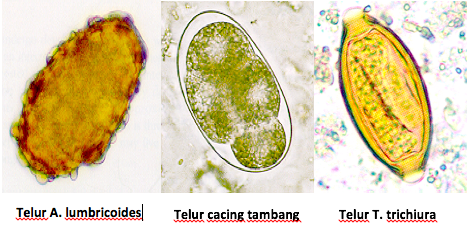 Telur A. lumbricoides
Telur cacing tambang
Telur T. trichiura